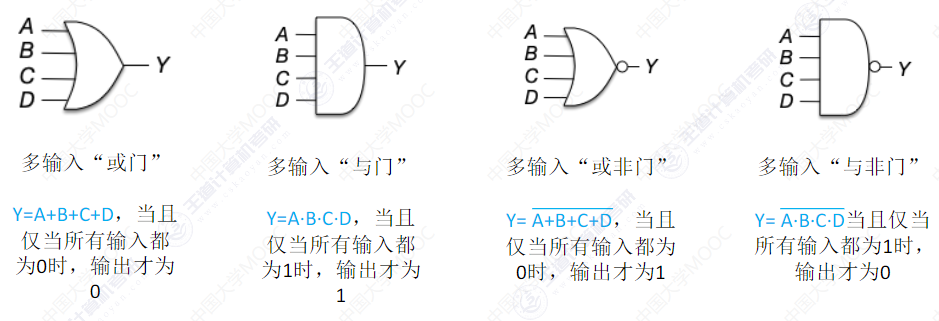 A
B
C
D
Y
A
B
C
D
Y
A
B
C
D
Y
A
B
C
D
Y
多输入“或门”
多输入“与门”
多输入“或非门”
多输入“与非门”
Y=A+B+C+D，当且
仅当所有输入都
为0时，输出才为
0
Y=A·B·C·D，当且
仅当所有输入都
为1时，输出才为
1
Y= A+B+C+D，当且
仅当所有输入都为
0时，输出才为1
Y= A·B·C·D当且仅当
所有输入都为1时，
输出才为0
中国大学MOOC
王道计算机考研